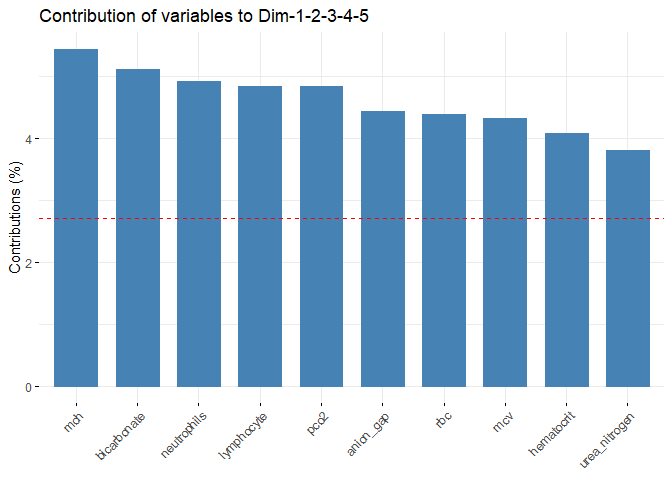 Contribution of variables to Dim-1-2-3-4-5
Contributions (%)
4
2
0
mch
bicarbonate
neutrophils
lymphocyte
pco2
anion_gap
rbc
mcv
hematocrit
urea_nitrogen